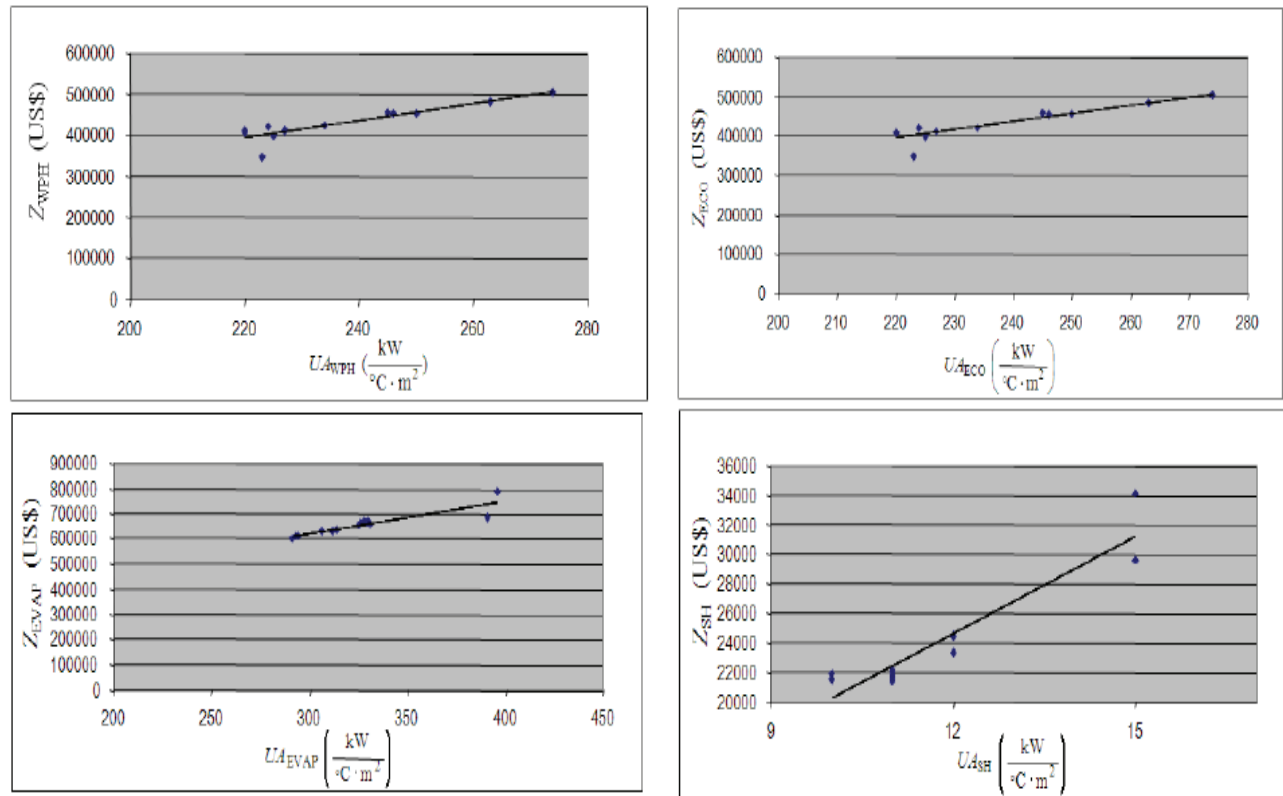 600000
500000
400000
300000
200000
100000
0
Z_WPH (US$)
200 220 240 260 280
UA_WPH (kW/°C · m²)
600000
500000
400000
300000
200000
100000
0
Z_ECO (US$)
200 210 220 230 240 250 260 270 280
UA_ECO (kW/°C · m²)
900000
800000
700000
600000
500000
400000
300000
200000
100000
0
Z_EVAP (US$)
200 250 300 350 400 450
UA_EVAP (kW/°C · m²)
36000
34000
32000
30000
28000
26000
24000
22000
20000
Z_SH (US$)
9 12 15
UA_SH (kW/°C · m²)